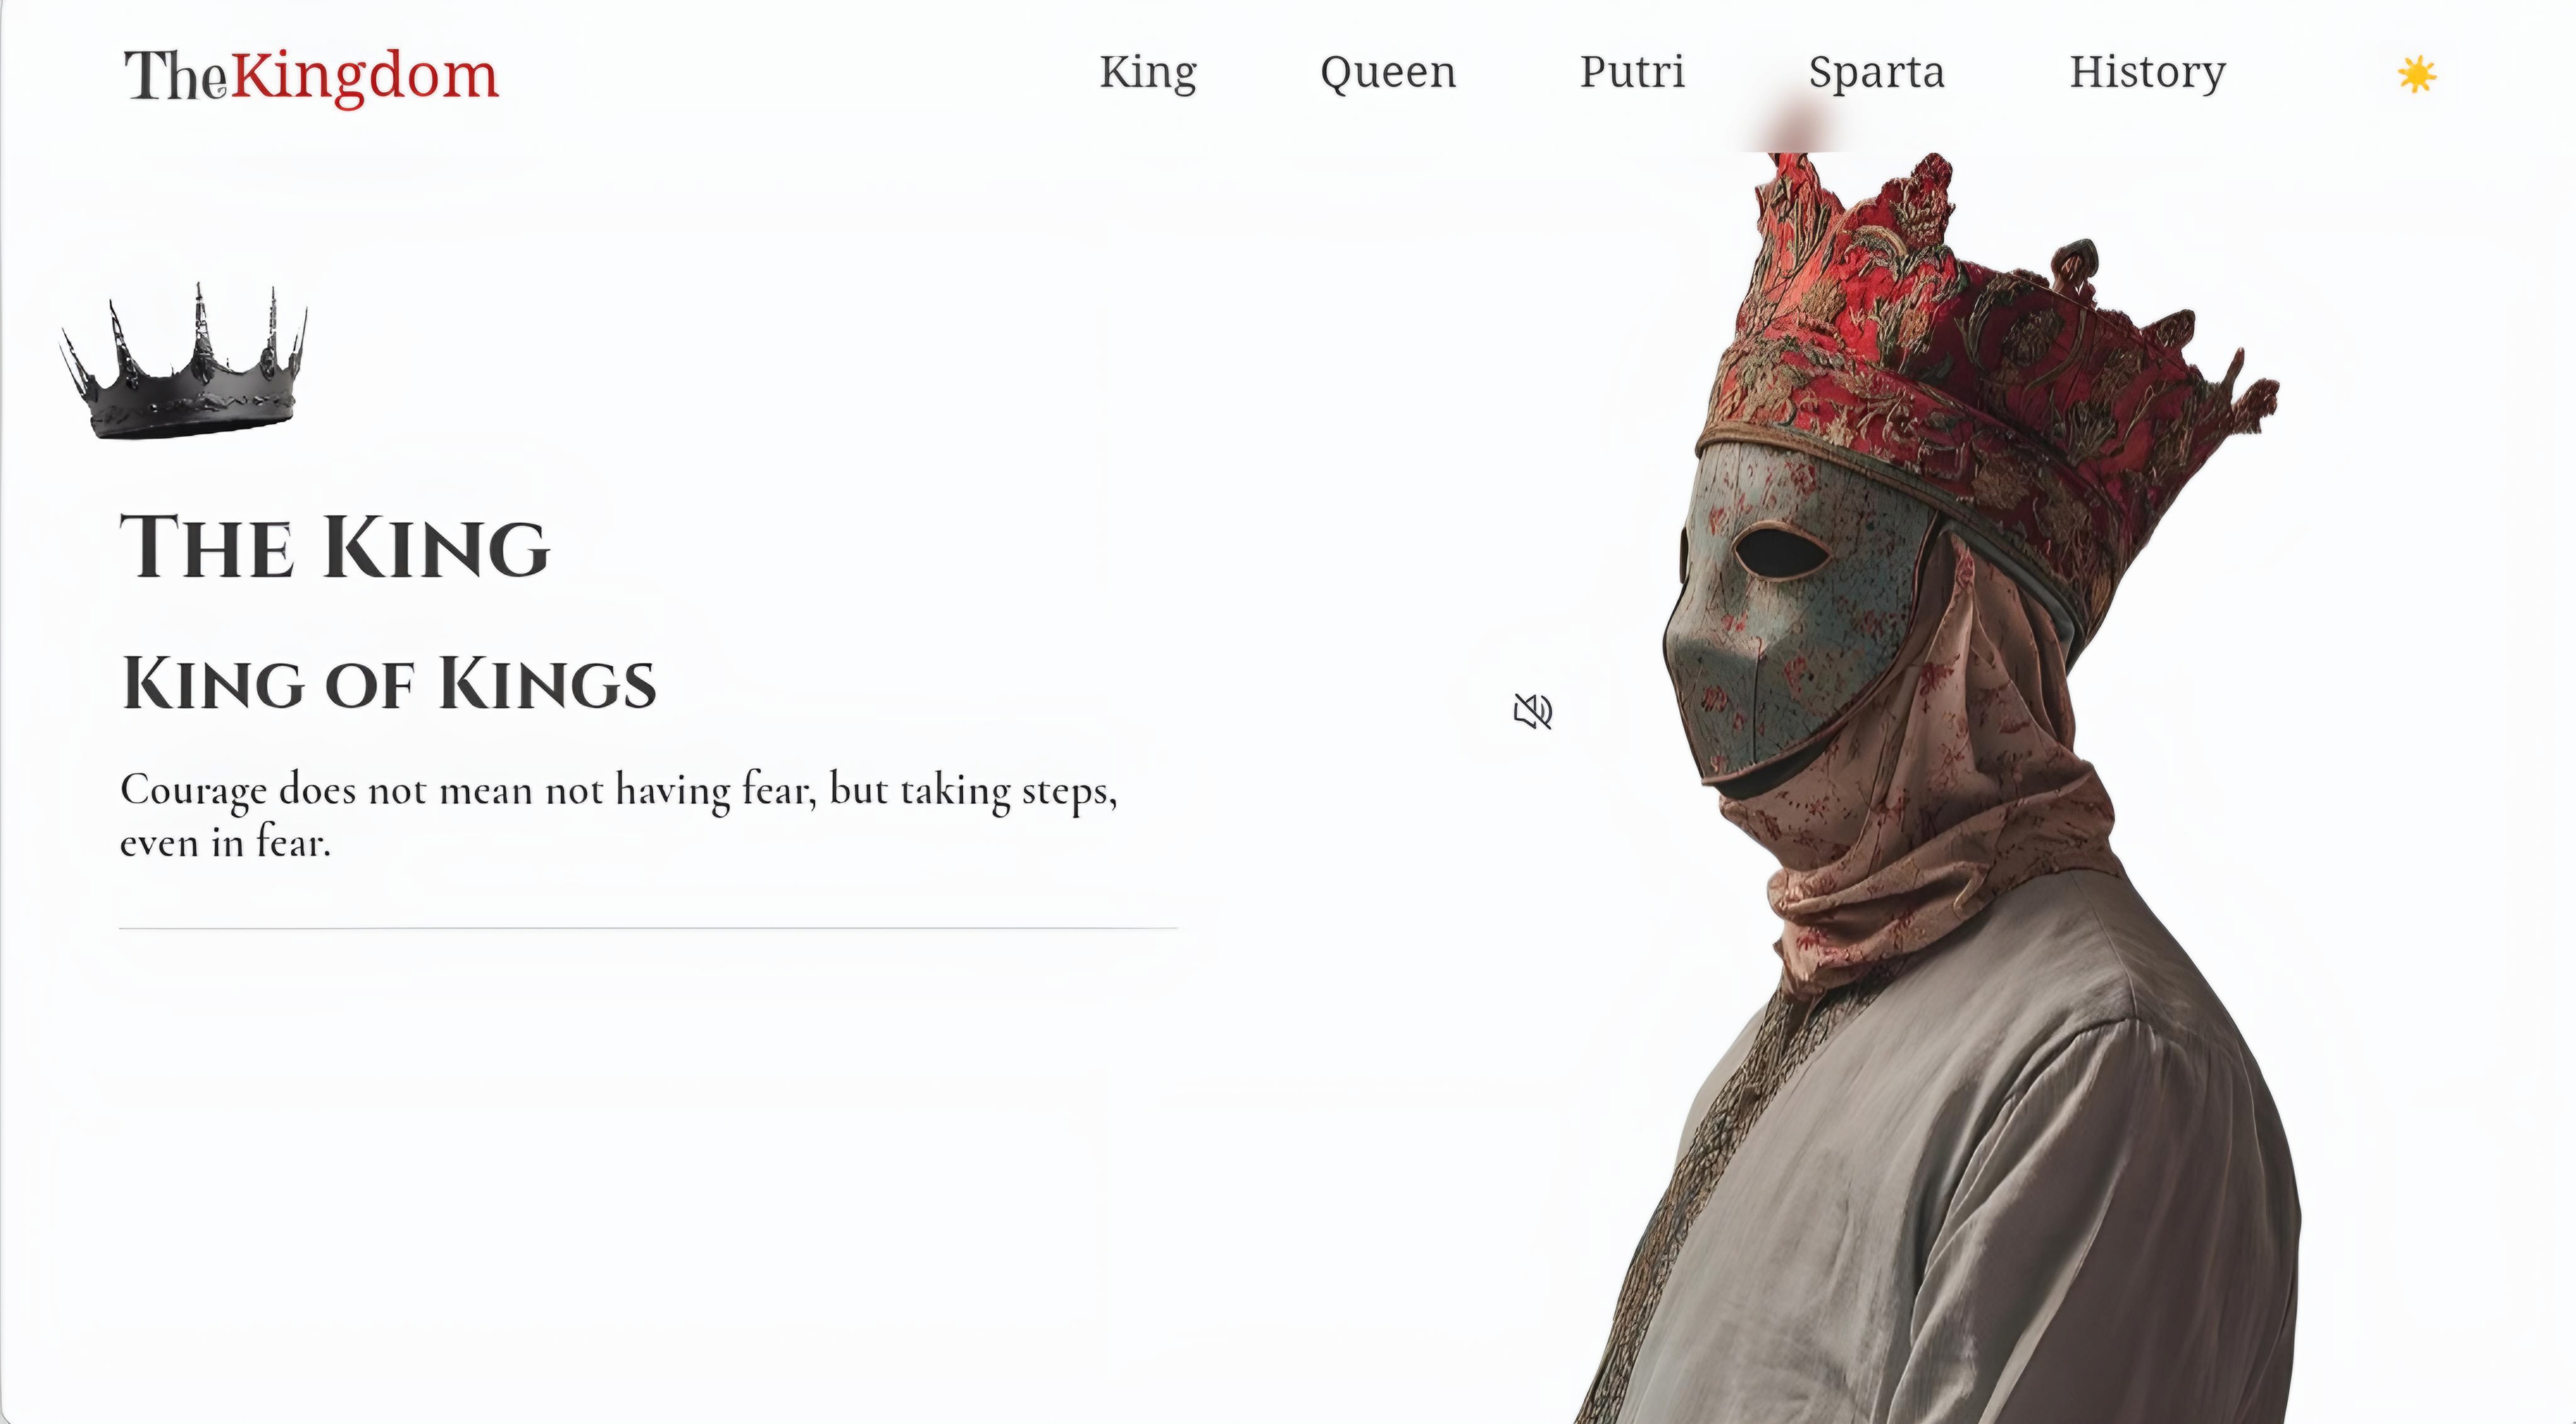 TheKingdom
King
Queen
Putri
Sparta
History
The King
King of Kings
Courage does not mean not having fear, but taking steps,
even in fear.